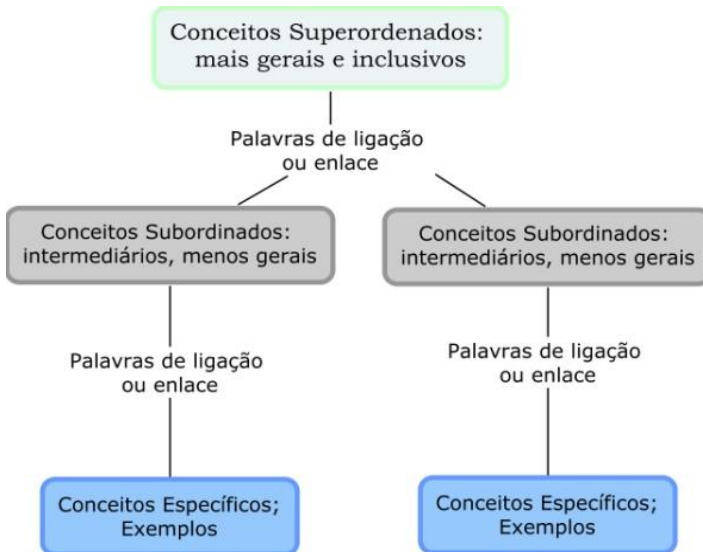 Conceitos Superordenados:
mais gerais e inclusivos
Palavras de ligação
ou enlace
Conceitos Subordinados:
intermediários, menos gerais
Conceitos Subordinados:
intermediários, menos gerais
Palavras de ligação
ou enlace
Palavras de ligação
ou enlace
Conceitos Específicos;
Exemplos
Conceitos Específicos;
Exemplos